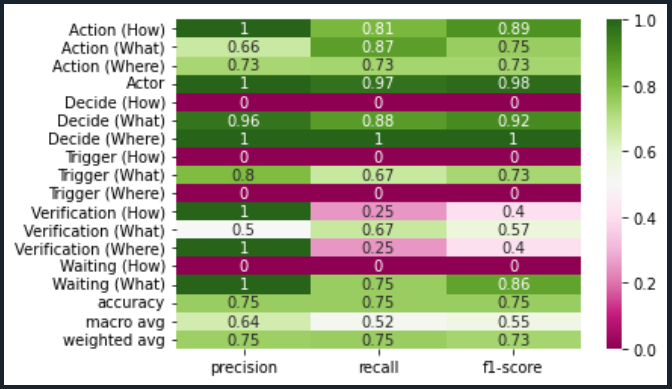 Action (How) 1 0.81 0.89
Action (What) 0.66 0.87 0.75
Action (Where) 0.73 0.73 0.73
Actor 1 0.97 0.98
Decide (How) 0 0 0
Decide (What) 0.96 0.88 0.92
Decide (Where) 1 1 1
Trigger (How) 0 0 0
Trigger (What) 0.8 0.67 0.73
Trigger (Where) 0 0 0
Verification (How) 1 0.25 0.4
Verification (What) 0.5 0.67 0.57
Verification (Where) 1 0.25 0.4
Waiting (How) 0 0 0
Waiting (What) 1 0.75 0.86
accuracy 0.75 0.75 0.75
macro avg 0.64 0.52 0.55
weighted avg 0.75 0.75 0.73
precision recall f1-score
1.0
0.8
0.6
0.4
0.2
0.0